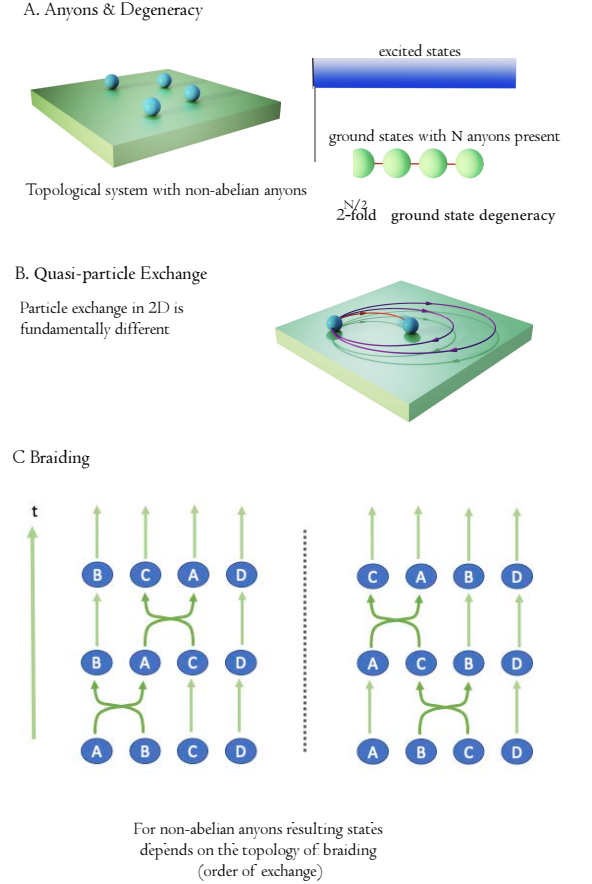 A. Anyons & Degeneracy
excited states
ground states with N anyons present
Topological system with non-abelian anyons
N/2
2-fold ground state degeneracy
B. Quasi-particle Exchange
Particle exchange in 2D is
fundamentally different
C Braiding
t
B C A D
B A C D
A B C D
C A B D
A C B D
A B C D
For non-abelian anyons resulting states
depends on the topology of braiding
(order of exchange)